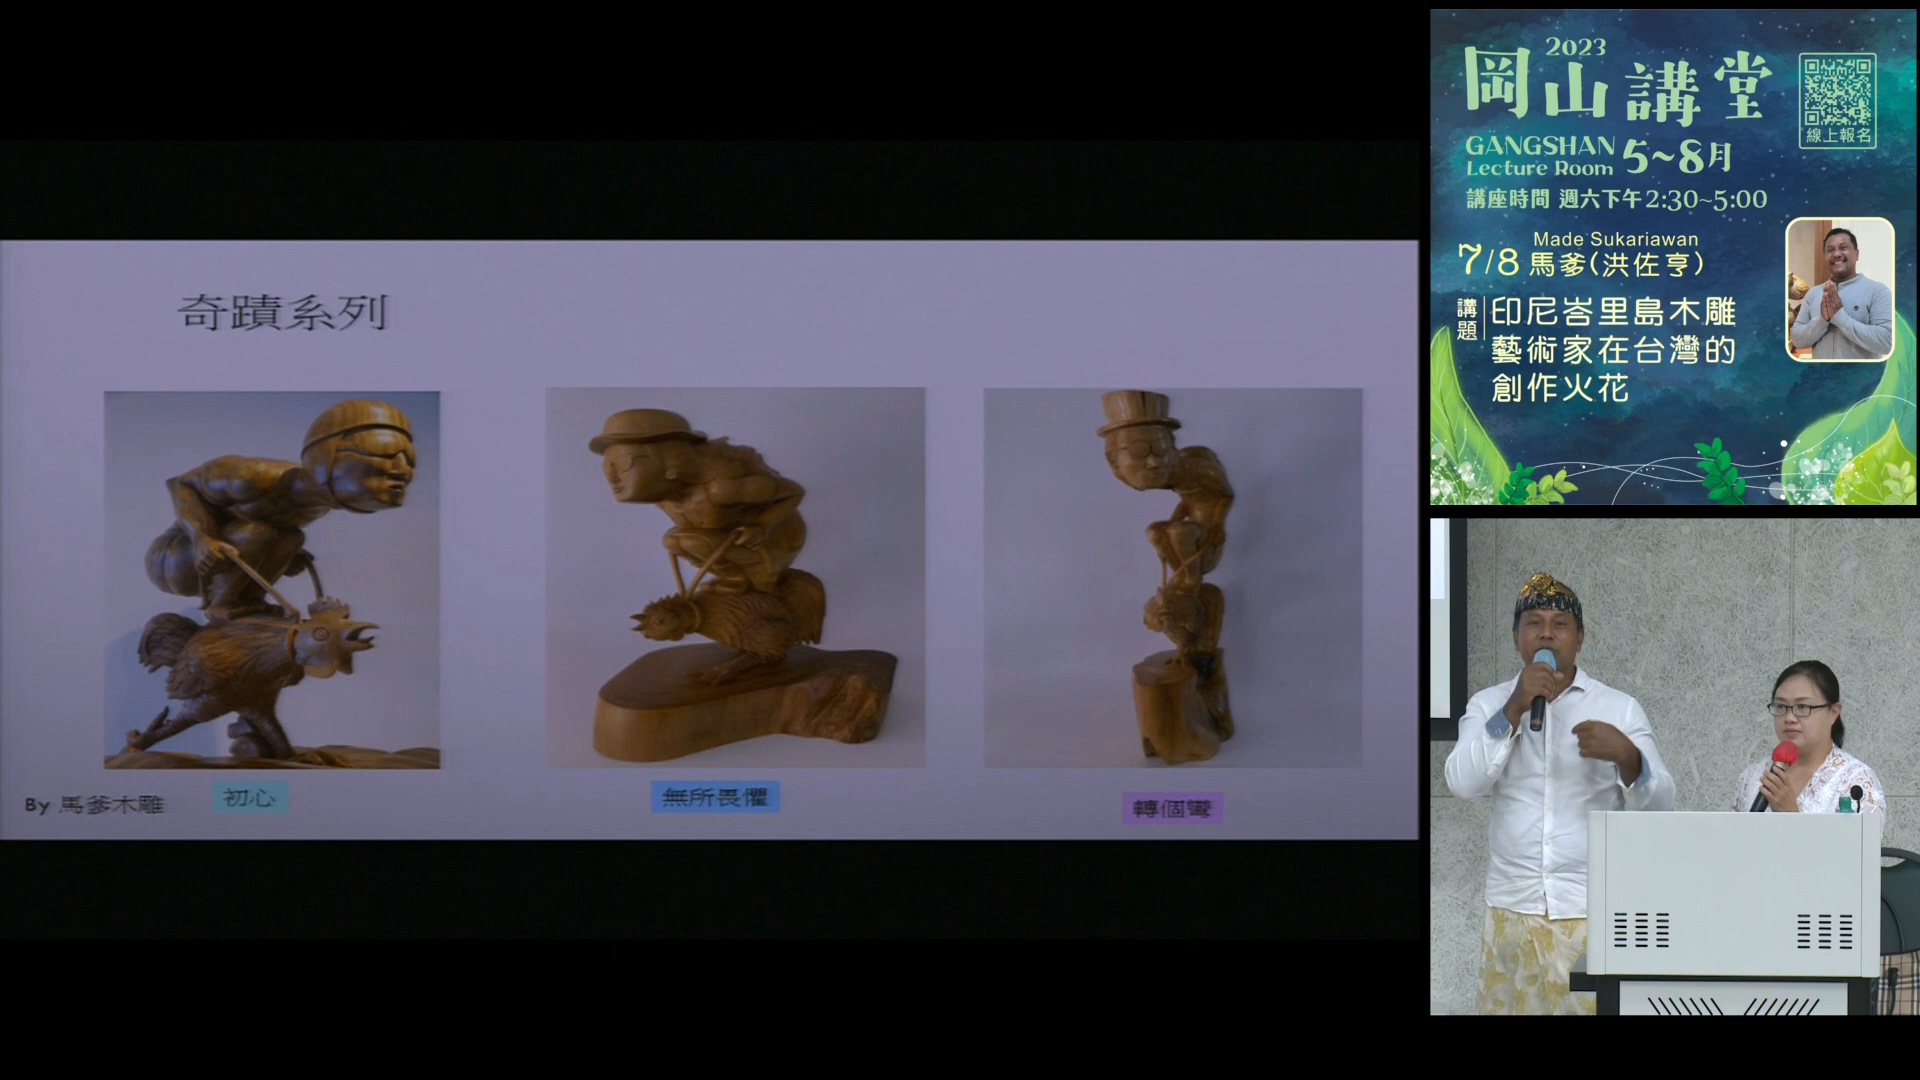 奇蹟系列
By 馬爹木雕
初心
無所畏懼
轉個彎
2023
岡山講堂
線上報名
GANGSHAN
Lecture Room
5~8月
講座時間 週六下午2:30~5:00
Made Sukariawan
7/8 馬爹(洪佐亨)
講題
印尼峇里島木雕
藝術家在台灣的
創作火花